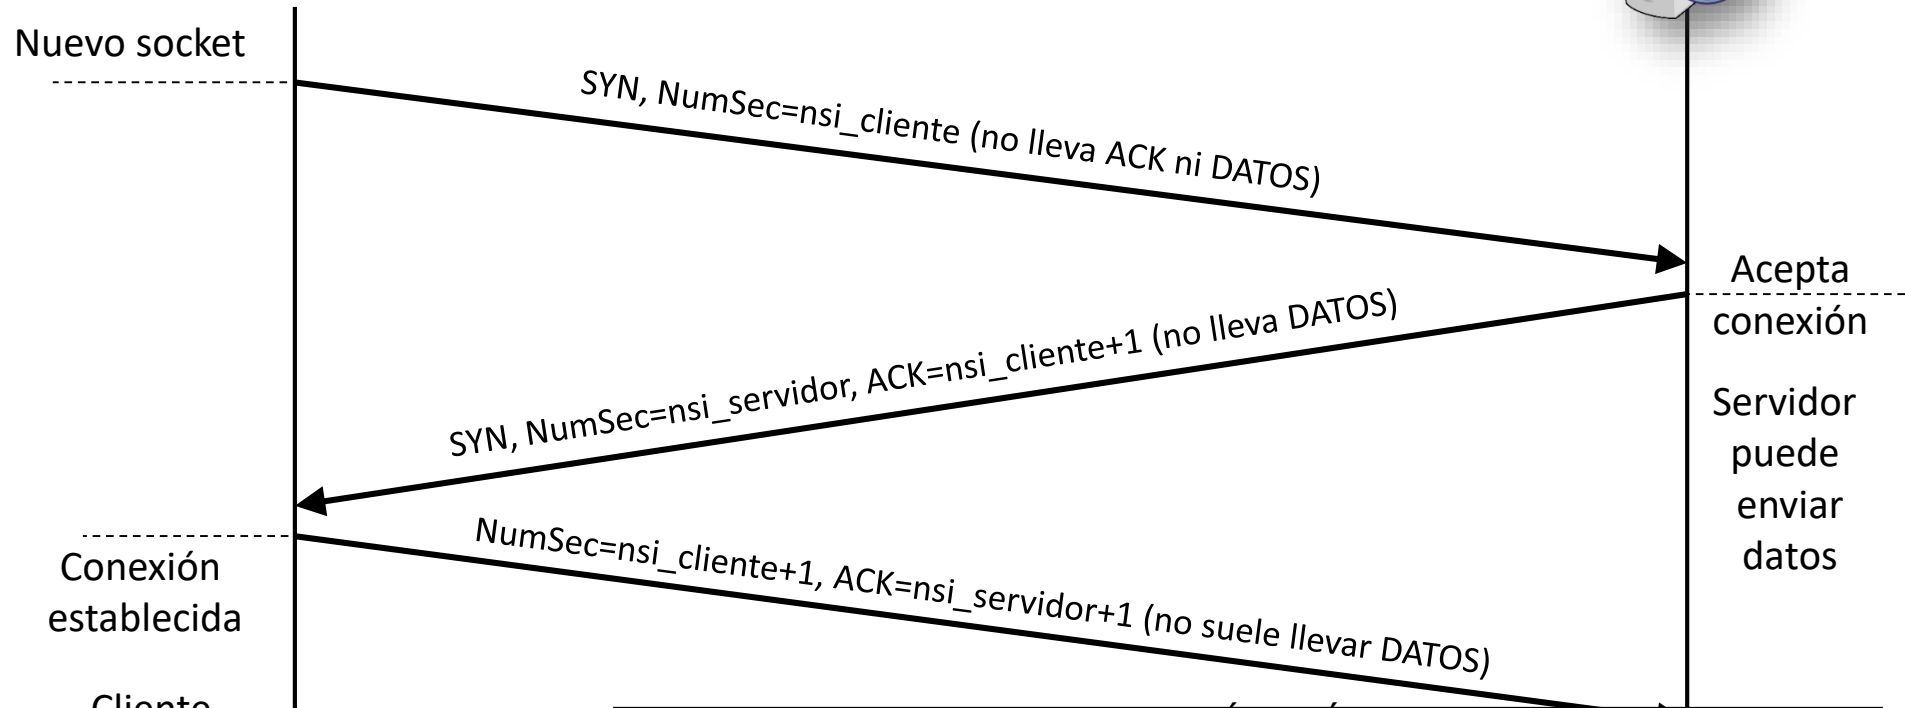 Nuevo socket
SYN, NumSec=nsi_cliente (no lleva ACK ni DATOS)
Acepta
conexión
SYN, NumSec=nsi_servidor, ACK=nsi_cliente+1 (no lleva DATOS)
Servidor
puede
enviar
datos
NumSec=nsi_cliente+1, ACK=nsi_servidor+1 (no suele llevar DATOS)
Conexión
establecida
Cliente